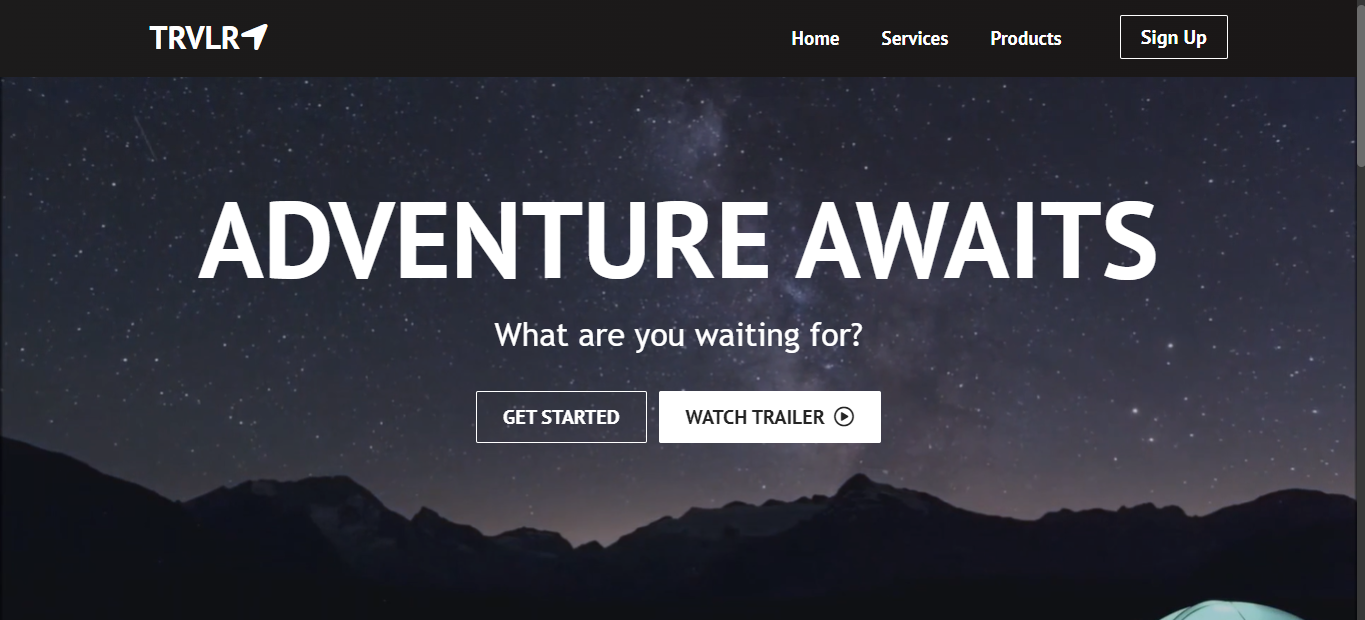 TRVLR
Home Services Products Sign Up
ADVENTURE AWAITS
What are you waiting for?
GET STARTED WATCH TRAILER